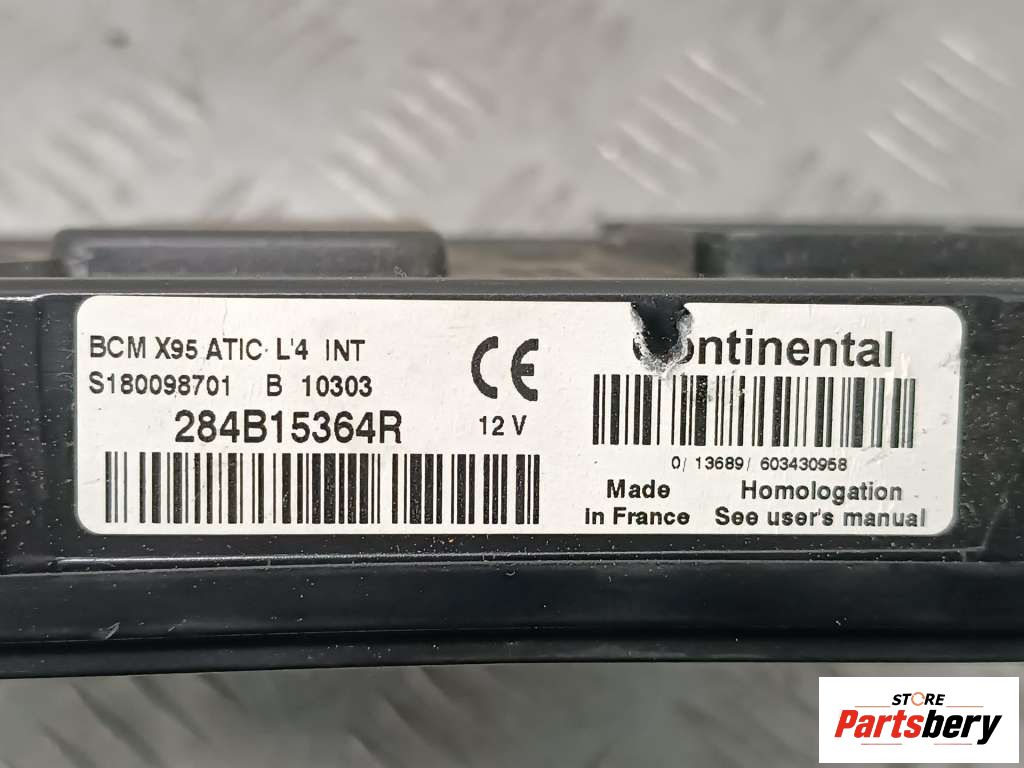 BCM X95 ATIC L'4 INT
S180098701 B 10303
284B15364R
CE
12 V
Continental
0/ 13689/ 603430958
Made
In France
Homologation
See user's manual
STORE
Partsbery